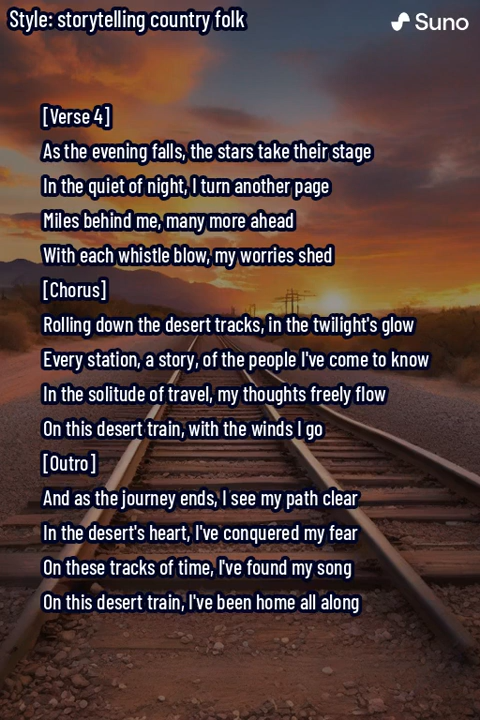 Style: storytelling country folk
Suno
[Verse 4]
As the evening falls, the stars take their stage
In the quiet of night, I turn another page
Miles behind me, many more ahead
With each whistle blow, my worries shed
[Chorus]
Rolling down the desert tracks, in the twilight's glow
Every station, a story, of the people I've come to know
In the solitude of travel, my thoughts freely flow
On this desert train, with the winds I go
[Outro]
And as the journey ends, I see my path clear
In the desert's heart, I've conquered my fear
On these tracks of time, I've found my song
On this desert train, I've been home all along